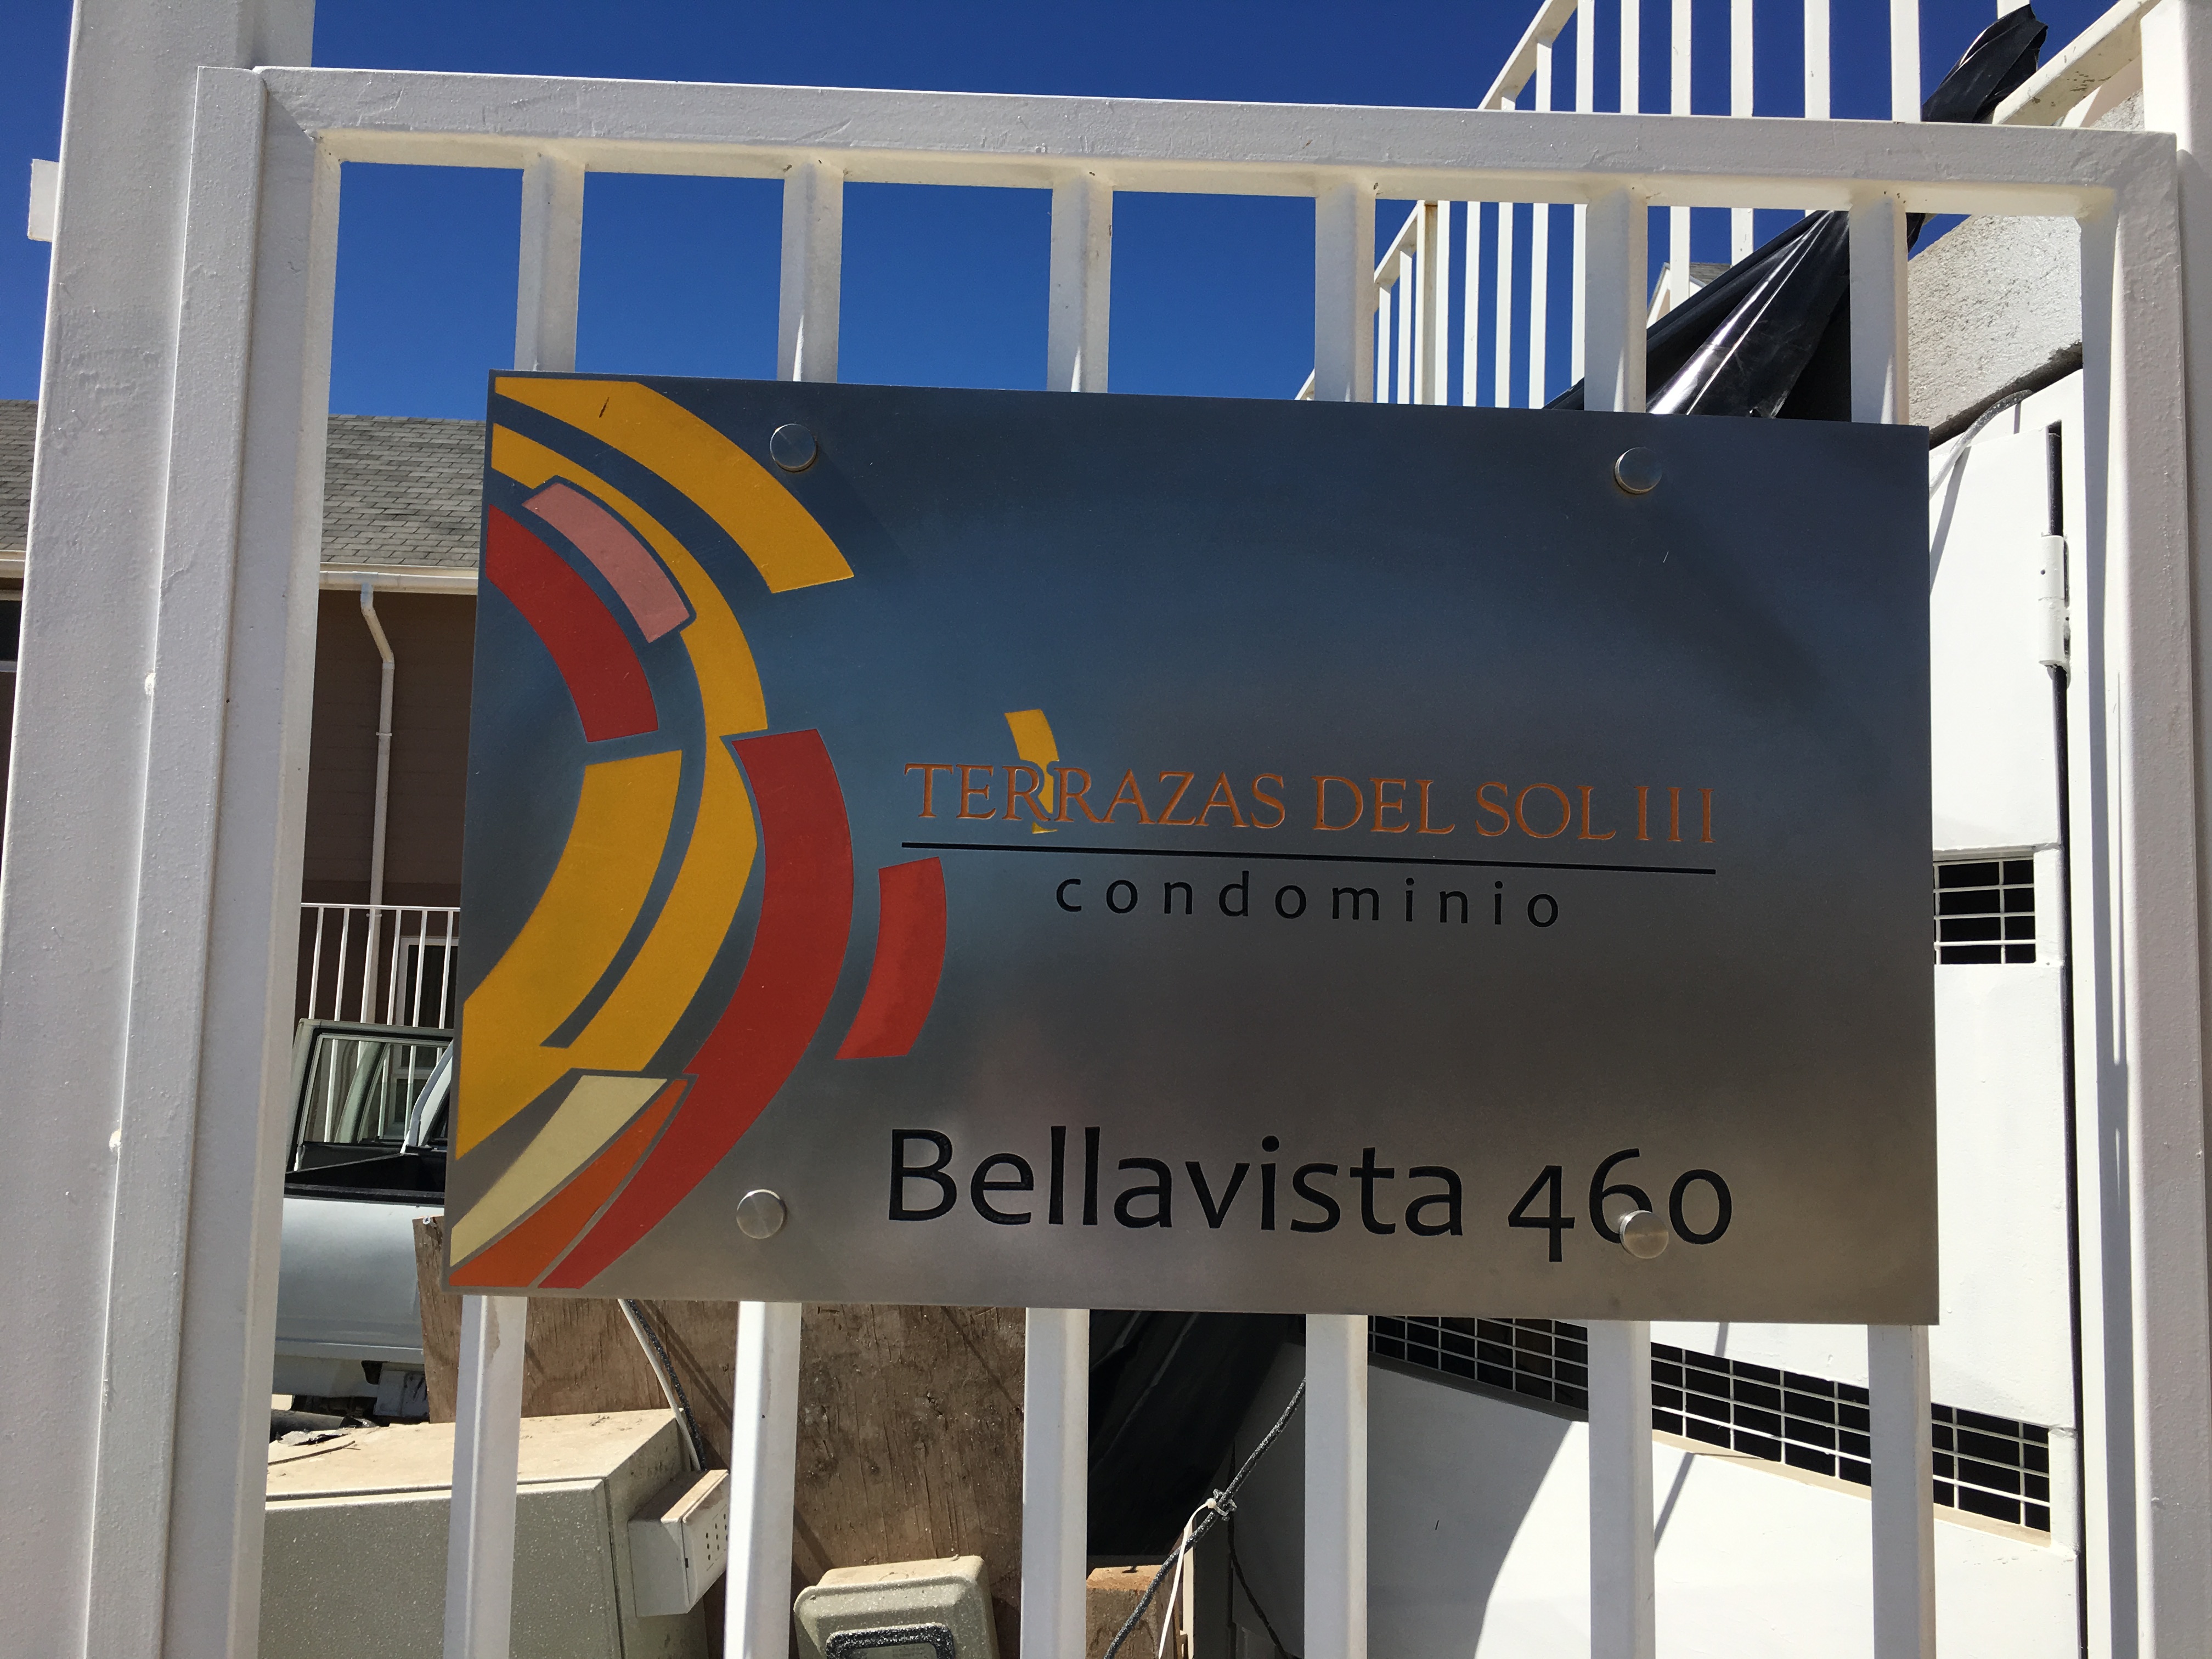 TERRAZAS DEL SOL III
condominio
Bellavista 460